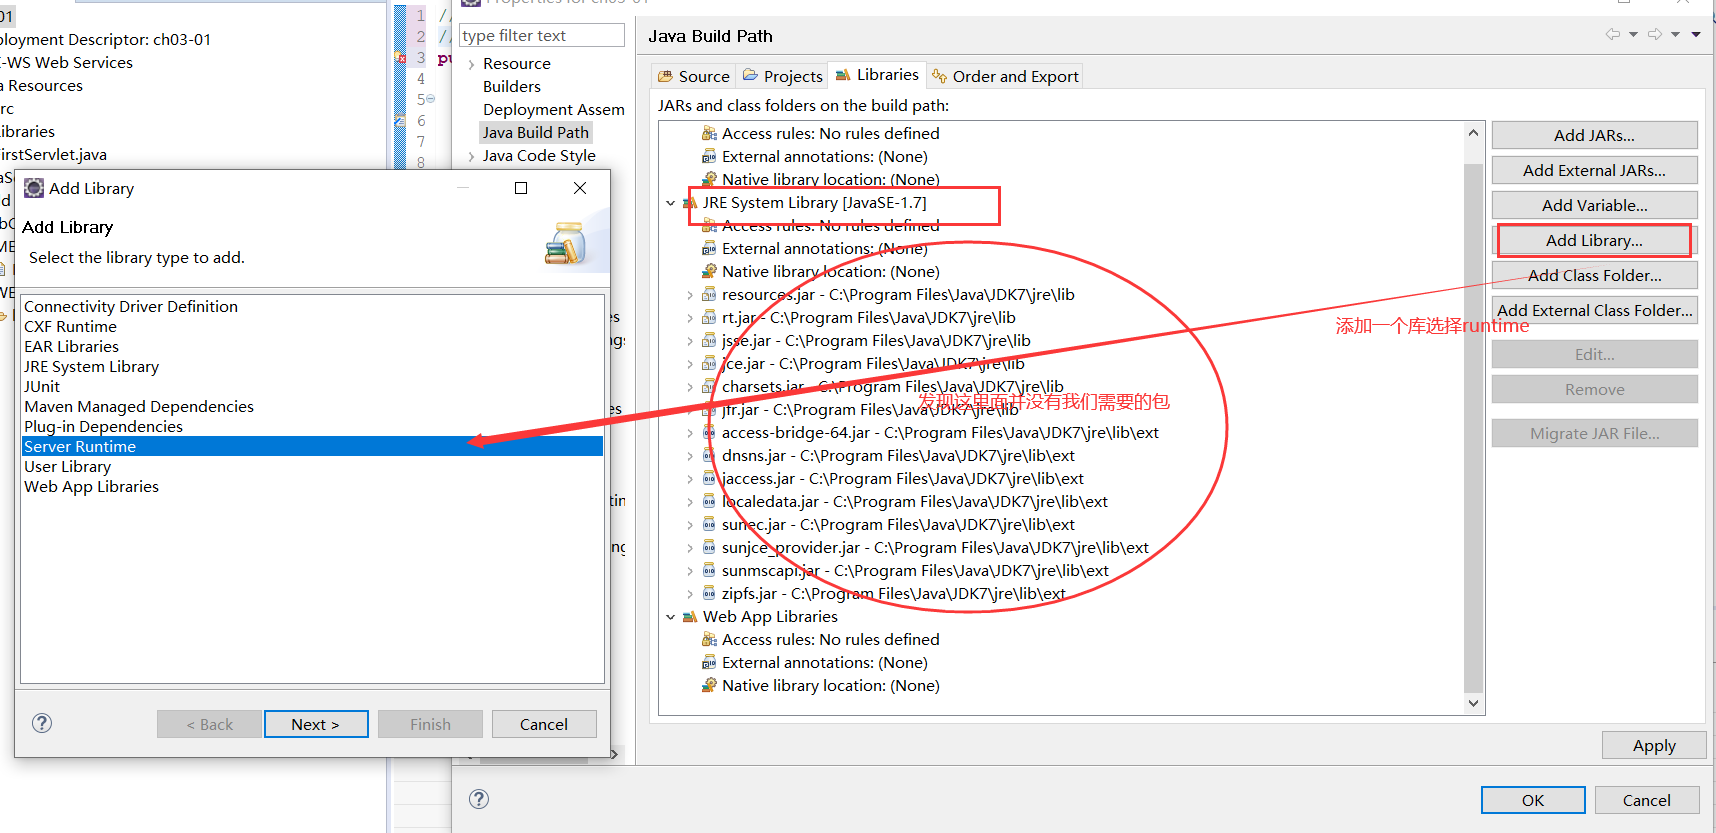 01
ployment Descriptor: ch03-01
-WS Web Services
a Resources
rc
ibraries
irstServlet.java
1
2
3
4
5
6
7
8
//
//
pu
Properties for ch03-01
type filter text
Resource
Builders
Deployment Assem
Java Build Path
Java Code Style
Java Build Path
Source
Projects
Libraries
Order and Export
JARs and class folders on the build path:
Access rules: No rules defined
External annotations: (None)
Native library location: (None)
JRE System Library [JavaSE-1.7]
Access rules: No rules defined
External annotations: (None)
Native library location: (None)
resources.jar - C:\Program Files\Java\JDK7\jre\lib
rt.jar - C:\Program Files\Java\JDK7\jre\lib
jsse.jar - C:\Program Files\Java\JDK7\jre\lib
jce.jar - C:\Program Files\Java\JDK7\jre\lib
charsets.jar - C:\Program Files\Java\JDK7\jre\lib
发现这里面并没有我们需要的包
jfr.jar - C:\Program Files\Java\JDK7\jre\lib
access-bridge-64.jar - C:\Program Files\Java\JDK7\jre\lib\ext
dnsns.jar - C:\Program Files\Java\JDK7\jre\lib\ext
jaccess.jar - C:\Program Files\Java\JDK7\jre\lib\ext
localedata.jar - C:\Program Files\Java\JDK7\jre\lib\ext
sunec.jar - C:\Program Files\Java\JDK7\jre\lib\ext
sunjce_provider.jar - C:\Program Files\Java\JDK7\jre\lib\ext
sunmscapi.jar - C:\Program Files\Java\JDK7\jre\lib\ext
zipfs.jar - C:\Program Files\Java\JDK7\jre\lib\ext
Web App Libraries
Access rules: No rules defined
External annotations: (None)
Native library location: (None)
Add JARs...
Add External JARs...
Add Variable...
Add Library...
Add Class Folder...
Add External Class Folder...
添加一个库选择runtime
Edit...
Remove
Migrate JAR File...
Apply
OK
Cancel
Add Library
Add Library
Select the library type to add.
Connectivity Driver Definition
CXF Runtime
EAR Libraries
JRE System Library
JUnit
Maven Managed Dependencies
Plug-in Dependencies
Server Runtime
User Library
Web App Libraries
< Back
Next >
Finish
Cancel